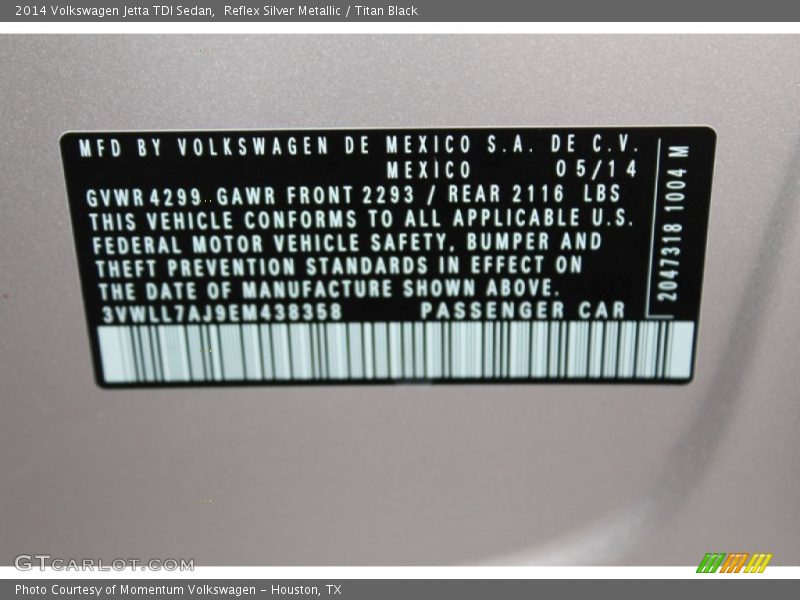 2014 Volkswagen Jetta TDI Sedan,  Reflex Silver Metallic / Titan Black
MFD BY VOLKSWAGEN DE MEXICO S.A. DE C.V.
MEXICO 05/14
GVWR 4299 GAWR FRONT 2293 / REAR 2116 LBS
THIS VEHICLE CONFORMS TO ALL APPLICABLE U.S.
FEDERAL MOTOR VEHICLE SAFETY, BUMPER AND
THEFT PREVENTION STANDARDS IN EFFECT ON
THE DATE OF MANUFACTURE SHOWN ABOVE.
3VWLL7AJ9EM438358 PASSENGER CAR
2047318 1004 M
GTCARLOT.COM
Photo Courtesy of Momentum Volkswagen - Houston, TX